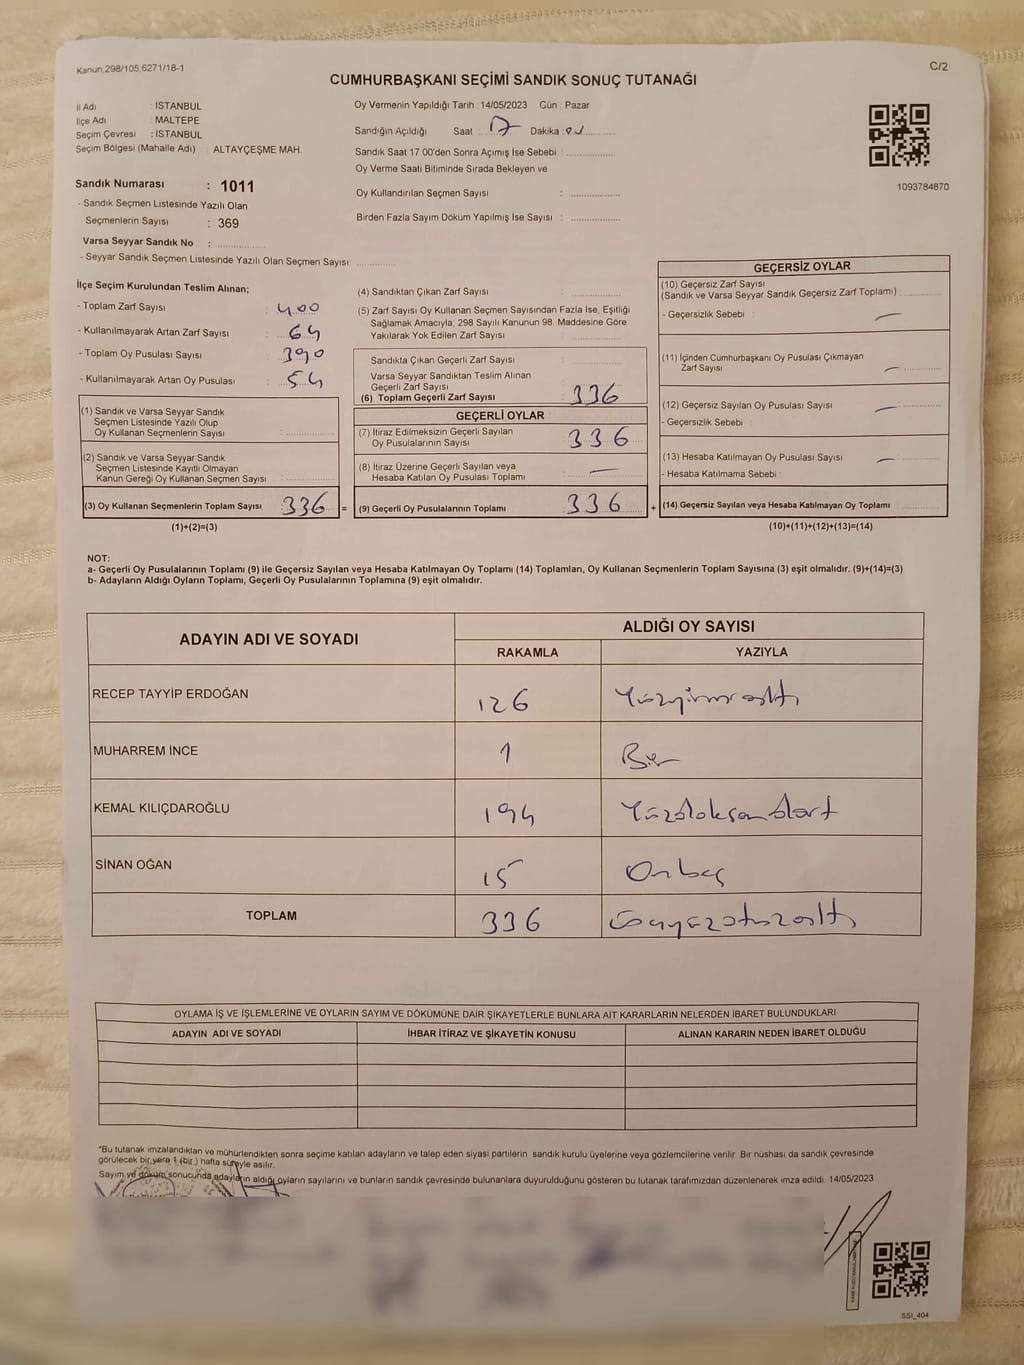 Kanun,298/105,6271/18-1
C/2
CUMHURBAŞKANI SEÇİMİ SANDIK SONUÇ TUTANAĞI
İl Adı : İSTANBUL
İlçe Adı : MALTEPE
Seçim Çevresi : İSTANBUL
Seçim Bölgesi (Mahalle Adı) : ALTAYÇEŞME MAH.
Sandık Numarası : 1011
- Sandık Seçmen Listesinde Yazılı Olan
Seçmenlerin Sayısı : 369
Varsa Seyyar Sandık No : ..............
- Seyyar Sandık Seçmen Listesinde Yazılı Olan Seçmen Sayısı: ............
Oy Vermenin Yapıldığı Tarih : 14/05/2023 Gün : Pazar
Sandığın Açıldığı Saat : 17 Dakika :
Sandık Saat 17.00'den Sonra Açımış İse Sebebi : ..............
Oy Verme Saati Bitiminde Sırada Bekleyen ve
Oy Kullandırılan Seçmen Sayısı : ..............
Birden Fazla Sayım Döküm Yapılmış İse Sayısı : ..............
1093784870
İlçe Seçim Kurulundan Teslim Alınan;
- Toplam Zarf Sayısı : 400
- Kullanılmayarak Artan Zarf Sayısı : 64
- Toplam Oy Pusulası Sayısı : 390
- Kullanılmayarak Artan Oy Pusulası : 54
(1) Sandık ve Varsa Seyyar Sandık
Seçmen Listesinde Yazılı Olup
Oy Kullanan Seçmenlerin Sayısı : ..............
(2) Sandık ve Varsa Seyyar Sandık
Seçmen Listesinde Kayıtlı Olmayan
Kanun Gereği Oy Kullanan Seçmen Sayısı : ..............
(3) Oy Kullanan Seçmenlerin Toplam Sayısı : 336 =
(1)+(2)=(3)
(4) Sandıktan Çıkan Zarf Sayısı : ..............
(5) Zarf Sayısı Oy Kullanan Seçmen Sayısından Fazla İse, Eşitliği
Sağlamak Amacıyla; 298 Sayılı Kanunun 98. Maddesine Göre
Yakılarak Yok Edilen Zarf Sayısı : ..............
Sandıkta Çıkan Geçerli Zarf Sayısı : ..............
Varsa Seyyar Sandıktan Teslim Alınan
Geçerli Zarf Sayısı : ..............
(6) Toplam Geçerli Zarf Sayısı : 336
GEÇERLİ OYLAR
(7) İtiraz Edilmeksizin Geçerli Sayılan
Oy Pusulalarının Sayısı : 336
(8) İtiraz Üzerine Geçerli Sayılan veya
Hesaba Katılan Oy Pusulası Toplamı : —
(9) Geçerli Oy Pusulalarının Toplamı : 336 +
GEÇERSİZ OYLAR
(10) Geçersiz Zarf Sayısı
(Sandık ve Varsa Seyyar Sandık Geçersiz Zarf Toplamı) : ..........
- Geçersizlik Sebebi : —
(11) İçinden Cumhurbaşkanı Oy Pusulası Çıkmayan
Zarf Sayısı : —
(12) Geçersiz Sayılan Oy Pusulası Sayısı : —
- Geçersizlik Sebebi :
(13) Hesaba Katılmayan Oy Pusulası Sayısı : —
- Hesaba Katılmama Sebebi :
(14) Geçersiz Sayılan veya Hesaba Katılmayan Oy Toplamı : ..........
(10)+(11)+(12)+(13)=(14)
NOT:
a- Geçerli Oy Pusulalarının Toplamı (9) ile Geçersiz Sayılan veya Hesaba Katılmayan Oy Toplamı (14) Toplamları, Oy Kullanan Seçmenlerin Toplam Sayısına (3) eşit olmalıdır. (9)+(14)=(3)
b- Adayların Aldığı Oyların Toplamı, Geçerli Oy Pusulalarının Toplamına (9) eşit olmalıdır.
ADAYIN ADI VE SOYADI
ALDIĞI OY SAYISI
RAKAMLA YAZIYLA
RECEP TAYYİP ERDOĞAN 126 Yüzyirmialtı
MUHARREM İNCE 1 Bir
KEMAL KILIÇDAROĞLU 194 Yüzdoksandört
SİNAN OĞAN 15 Onbeş
TOPLAM 336 Üçyüzotuzaltı
OYLAMA İŞ VE İŞLEMLERİNE VE OYLARIN SAYIM VE DÖKÜMÜNE DAİR ŞİKAYETLERLE BUNLARA AİT KARARLARIN NELERDEN İBARET BULUNDUKLARI
ADAYIN ADI VE SOYADI İHBAR İTİRAZ VE ŞİKAYETİN KONUSU ALINAN KARARIN NEDEN İBARET OLDUĞU
*Bu tutanak imzalandıktan ve mühürlendikten sonra seçime katılan adayların ve talep eden siyasi partilerin sandık kurulu üyelerine veya gözlemcilerine verilir. Bir nüshası da sandık çevresinde
görülecek bir yere 1 (bir ) hafta süreyle asılır.
Sayım ve döküm sonucunda adayların aldığı oyların sayılarını ve bunların sandık çevresinde bulunanlara duyurulduğunu gösteren bu tutanak tarafımızdan düzenlenerek imza edildi. 14/05/2023
SSI_404